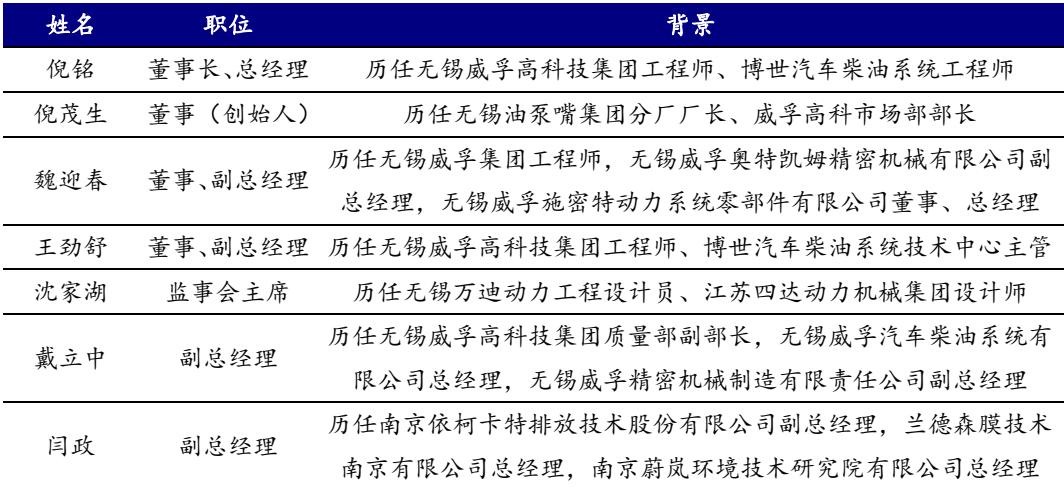 姓名 职位 背景
倪铭 董事长、总经理 历任无锡威孚高科技集团工程师、博世汽车柴油系统工程师
倪茂生 董事（创始人） 历任无锡油泵嘴集团分厂厂长、威孚高科市场部部长
魏迎春 董事、副总经理 历任无锡威孚集团工程师，无锡威孚奥特凯姆精密机械有限公司副
总经理，无锡威孚施密特动力系统零部件有限公司董事、总经理
王劲舒 董事、副总经理 历任无锡威孚高科技集团工程师、博世汽车柴油系统技术中心主管
沈家湖 监事会主席 历任无锡万迪动力工程设计员、江苏四达动力机械集团设计师
戴立中 副总经理 历任无锡威孚高科技集团质量部副部长，无锡威孚汽车柴油系统有
限公司总经理，无锡威孚精密机械制造有限责任公司副总经理
闫政 副总经理 历任南京依柯卡特排放技术股份有限公司副总经理，兰德森膜技术
南京有限公司总经理，南京蔚岚环境技术研究院有限公司总经理